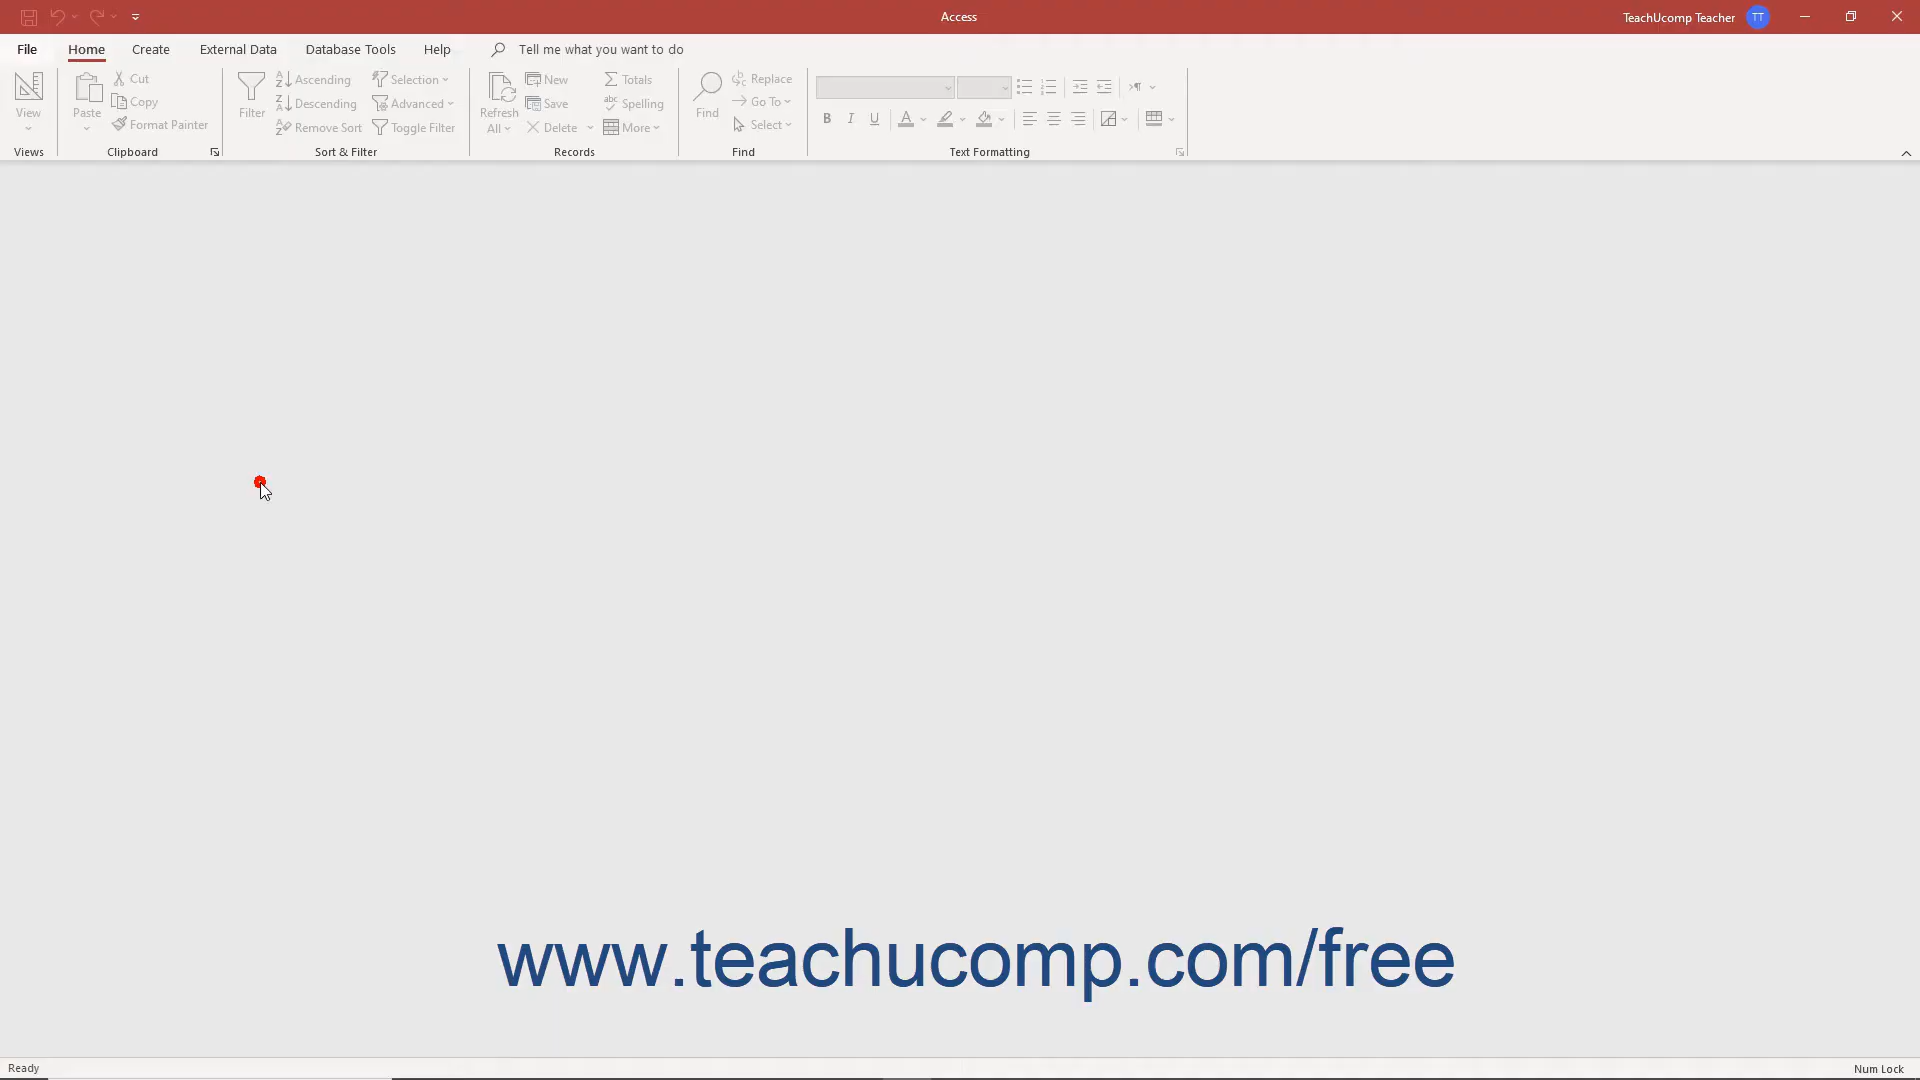 Access
TeachUcomp Teacher TT
File Home Create External Data Database Tools Help Tell me what you want to do
View
Views
Paste
Cut
Copy
Format Painter
Clipboard
Filter
Ascending
Descending
Remove Sort
Selection
Advanced
Toggle Filter
Sort & Filter
Refresh
All
New
Save
Delete
Totals
Spelling
More
Records
Find
Replace
Go To
Select
Find
B I U
Text Formatting
www.teachucomp.com/free
Ready
Num Lock